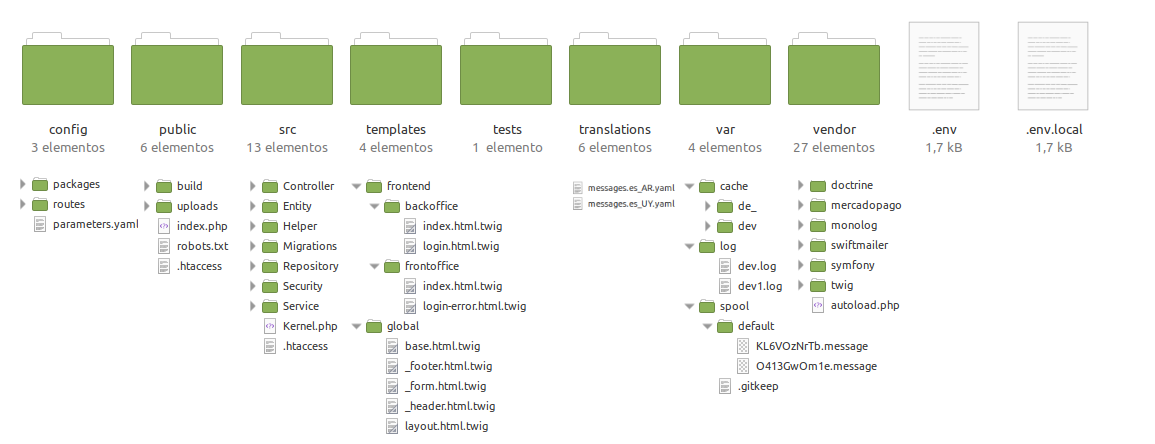 config
3 elementos
public
6 elementos
src
13 elementos
templates
4 elementos
tests
1 elemento
translations
6 elementos
var
4 elementos
vendor
27 elementos
.env
1,7 kB
.env.local
1,7 kB
packages
routes
parameters.yaml
build
uploads
index.php
robots.txt
.htaccess
Controller
Entity
Helper
Migrations
Repository
Security
Service
Kernel.php
.htaccess
frontend
backoffice
index.html.twig
login.html.twig
frontoffice
index.html.twig
login-error.html.twig
global
base.html.twig
_footer.html.twig
_form.html.twig
_header.html.twig
layout.html.twig
messages.es_AR.yaml
messages.es_UY.yaml
cache
de_
dev
log
dev.log
dev1.log
spool
default
KL6VOzNrTb.message
O413GwOm1e.message
.gitkeep
doctrine
mercadopago
monolog
swiftmailer
symfony
twig
autoload.php